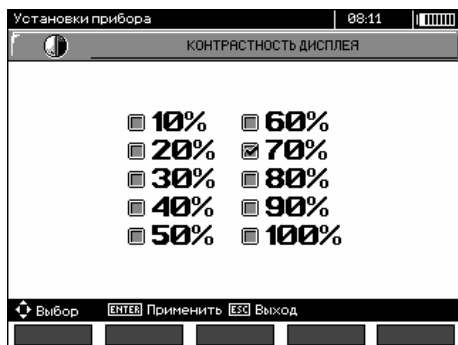 Установки прибора 08:11
КОНТРАСТНОСТЬ ДИСПЛЕЯ
10% 60%
20% 70%
30% 80%
40% 90%
50% 100%
Выбор ENTER Применить ESC Выход